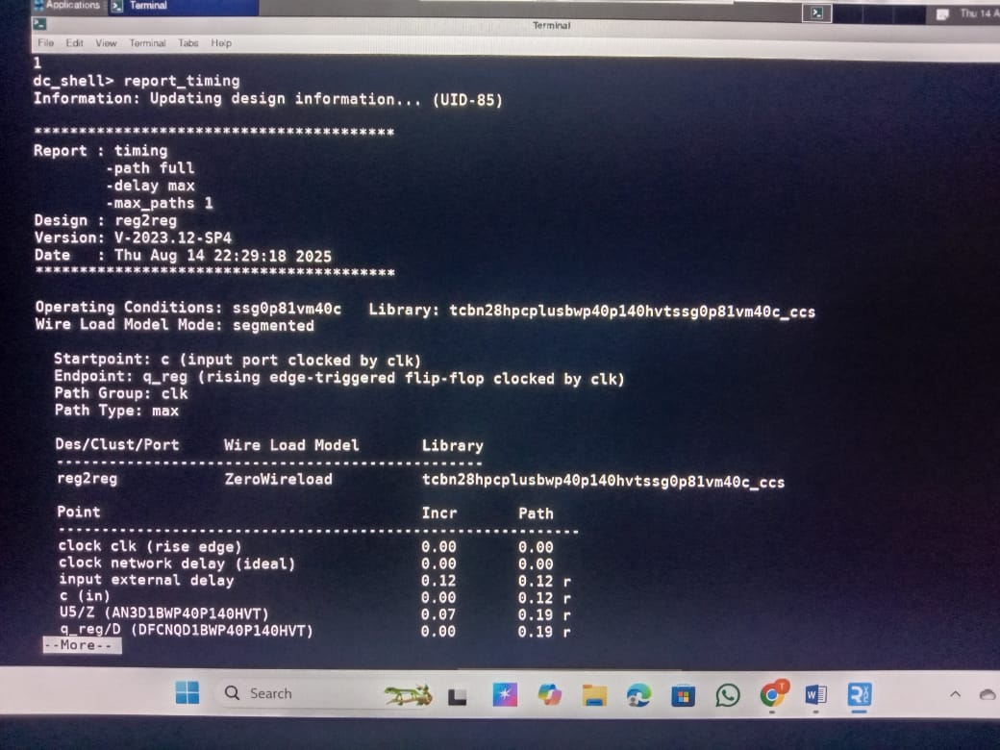 Applications
Terminal
Thu 14 A
Terminal
File Edit View Terminal Tabs Help
1
dc_shell> report_timing
Information: Updating design information... (UID-85)
****************************************
Report : timing
-path full
-delay max
-max_paths 1
Design : reg2reg
Version: V-2023.12-SP4
Date   : Thu Aug 14 22:29:18 2025
****************************************
Operating Conditions: ssg0p81vm40c   Library: tcbn28hpcplusbwp40p140hvtssg0p81vm40c_ccs
Wire Load Model Mode: segmented
Startpoint: c (input port clocked by clk)
Endpoint: q_reg (rising edge-triggered flip-flop clocked by clk)
Path Group: clk
Path Type: max
Des/Clust/Port     Wire Load Model       Library
------------------------------------------------
reg2reg            ZeroWireload          tcbn28hpcplusbwp40p140hvtssg0p81vm40c_ccs
Point                                    Incr       Path
-----------------------------------------------------------
clock clk (rise edge)                    0.00       0.00
clock network delay (ideal)              0.00       0.00
input external delay                     0.12       0.12 r
c (in)                                   0.00       0.12 r
U5/Z (AN3D1BWP40P140HVT)                 0.07       0.19 r
q_reg/D (DFCNQD1BWP40P140HVT)            0.00       0.19 r
--More--
Search